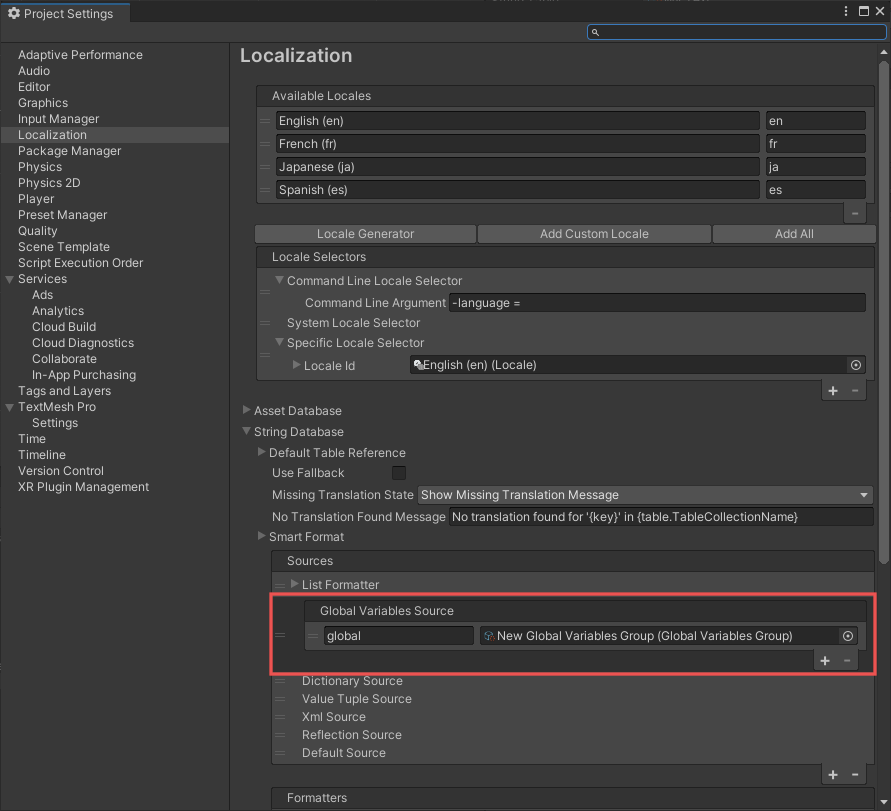 Project Settings
Adaptive Performance
Audio
Editor
Graphics
Input Manager
Localization
Package Manager
Physics
Physics 2D
Player
Preset Manager
Quality
Scene Template
Script Execution Order
Services
Ads
Analytics
Cloud Build
Cloud Diagnostics
Collaborate
In-App Purchasing
Tags and Layers
TextMesh Pro
Settings
Time
Timeline
Version Control
XR Plugin Management
Localization
Available Locales
English (en) en
French (fr) fr
Japanese (ja) ja
Spanish (es) es
Locale Generator Add Custom Locale Add All
Locale Selectors
Command Line Locale Selector
Command Line Argument -language =
System Locale Selector
Specific Locale Selector
Locale Id English (en) (Locale)
Asset Database
String Database
Default Table Reference
Use Fallback
Missing Translation State Show Missing Translation Message
No Translation Found Message No translation found for '{key}' in {table.TableCollectionName}
Smart Format
Sources
List Formatter
Global Variables Source
global New Global Variables Group (Global Variables Group)
Dictionary Source
Value Tuple Source
Xml Source
Reflection Source
Default Source
Formatters